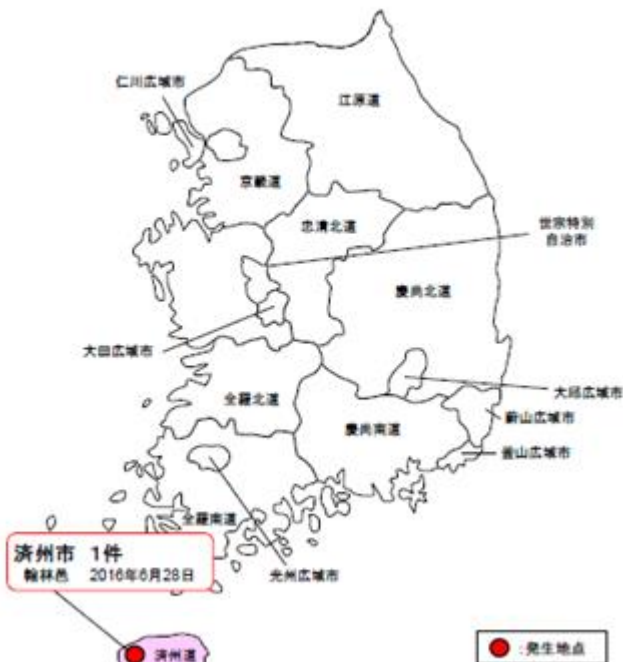 仁川広域市
江原道
京畿道
忠清北道
世宗特別
自治市
慶尚北道
大田広域市
大邱広域市
全羅北道
慶尚南道
蔚山広域市
釜山広域市
全羅南道
済州市 1件
翰林邑 2016年6月28日
光州広域市
済州道
:発生地点